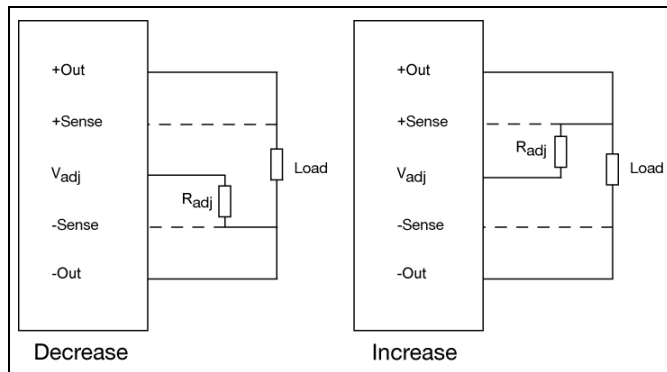 +Out
+Sense
Vadj
-Sense
-Out
Radj
Load
Decrease
+Out
+Sense
Vadj
-Sense
-Out
Radj
Load
Increase